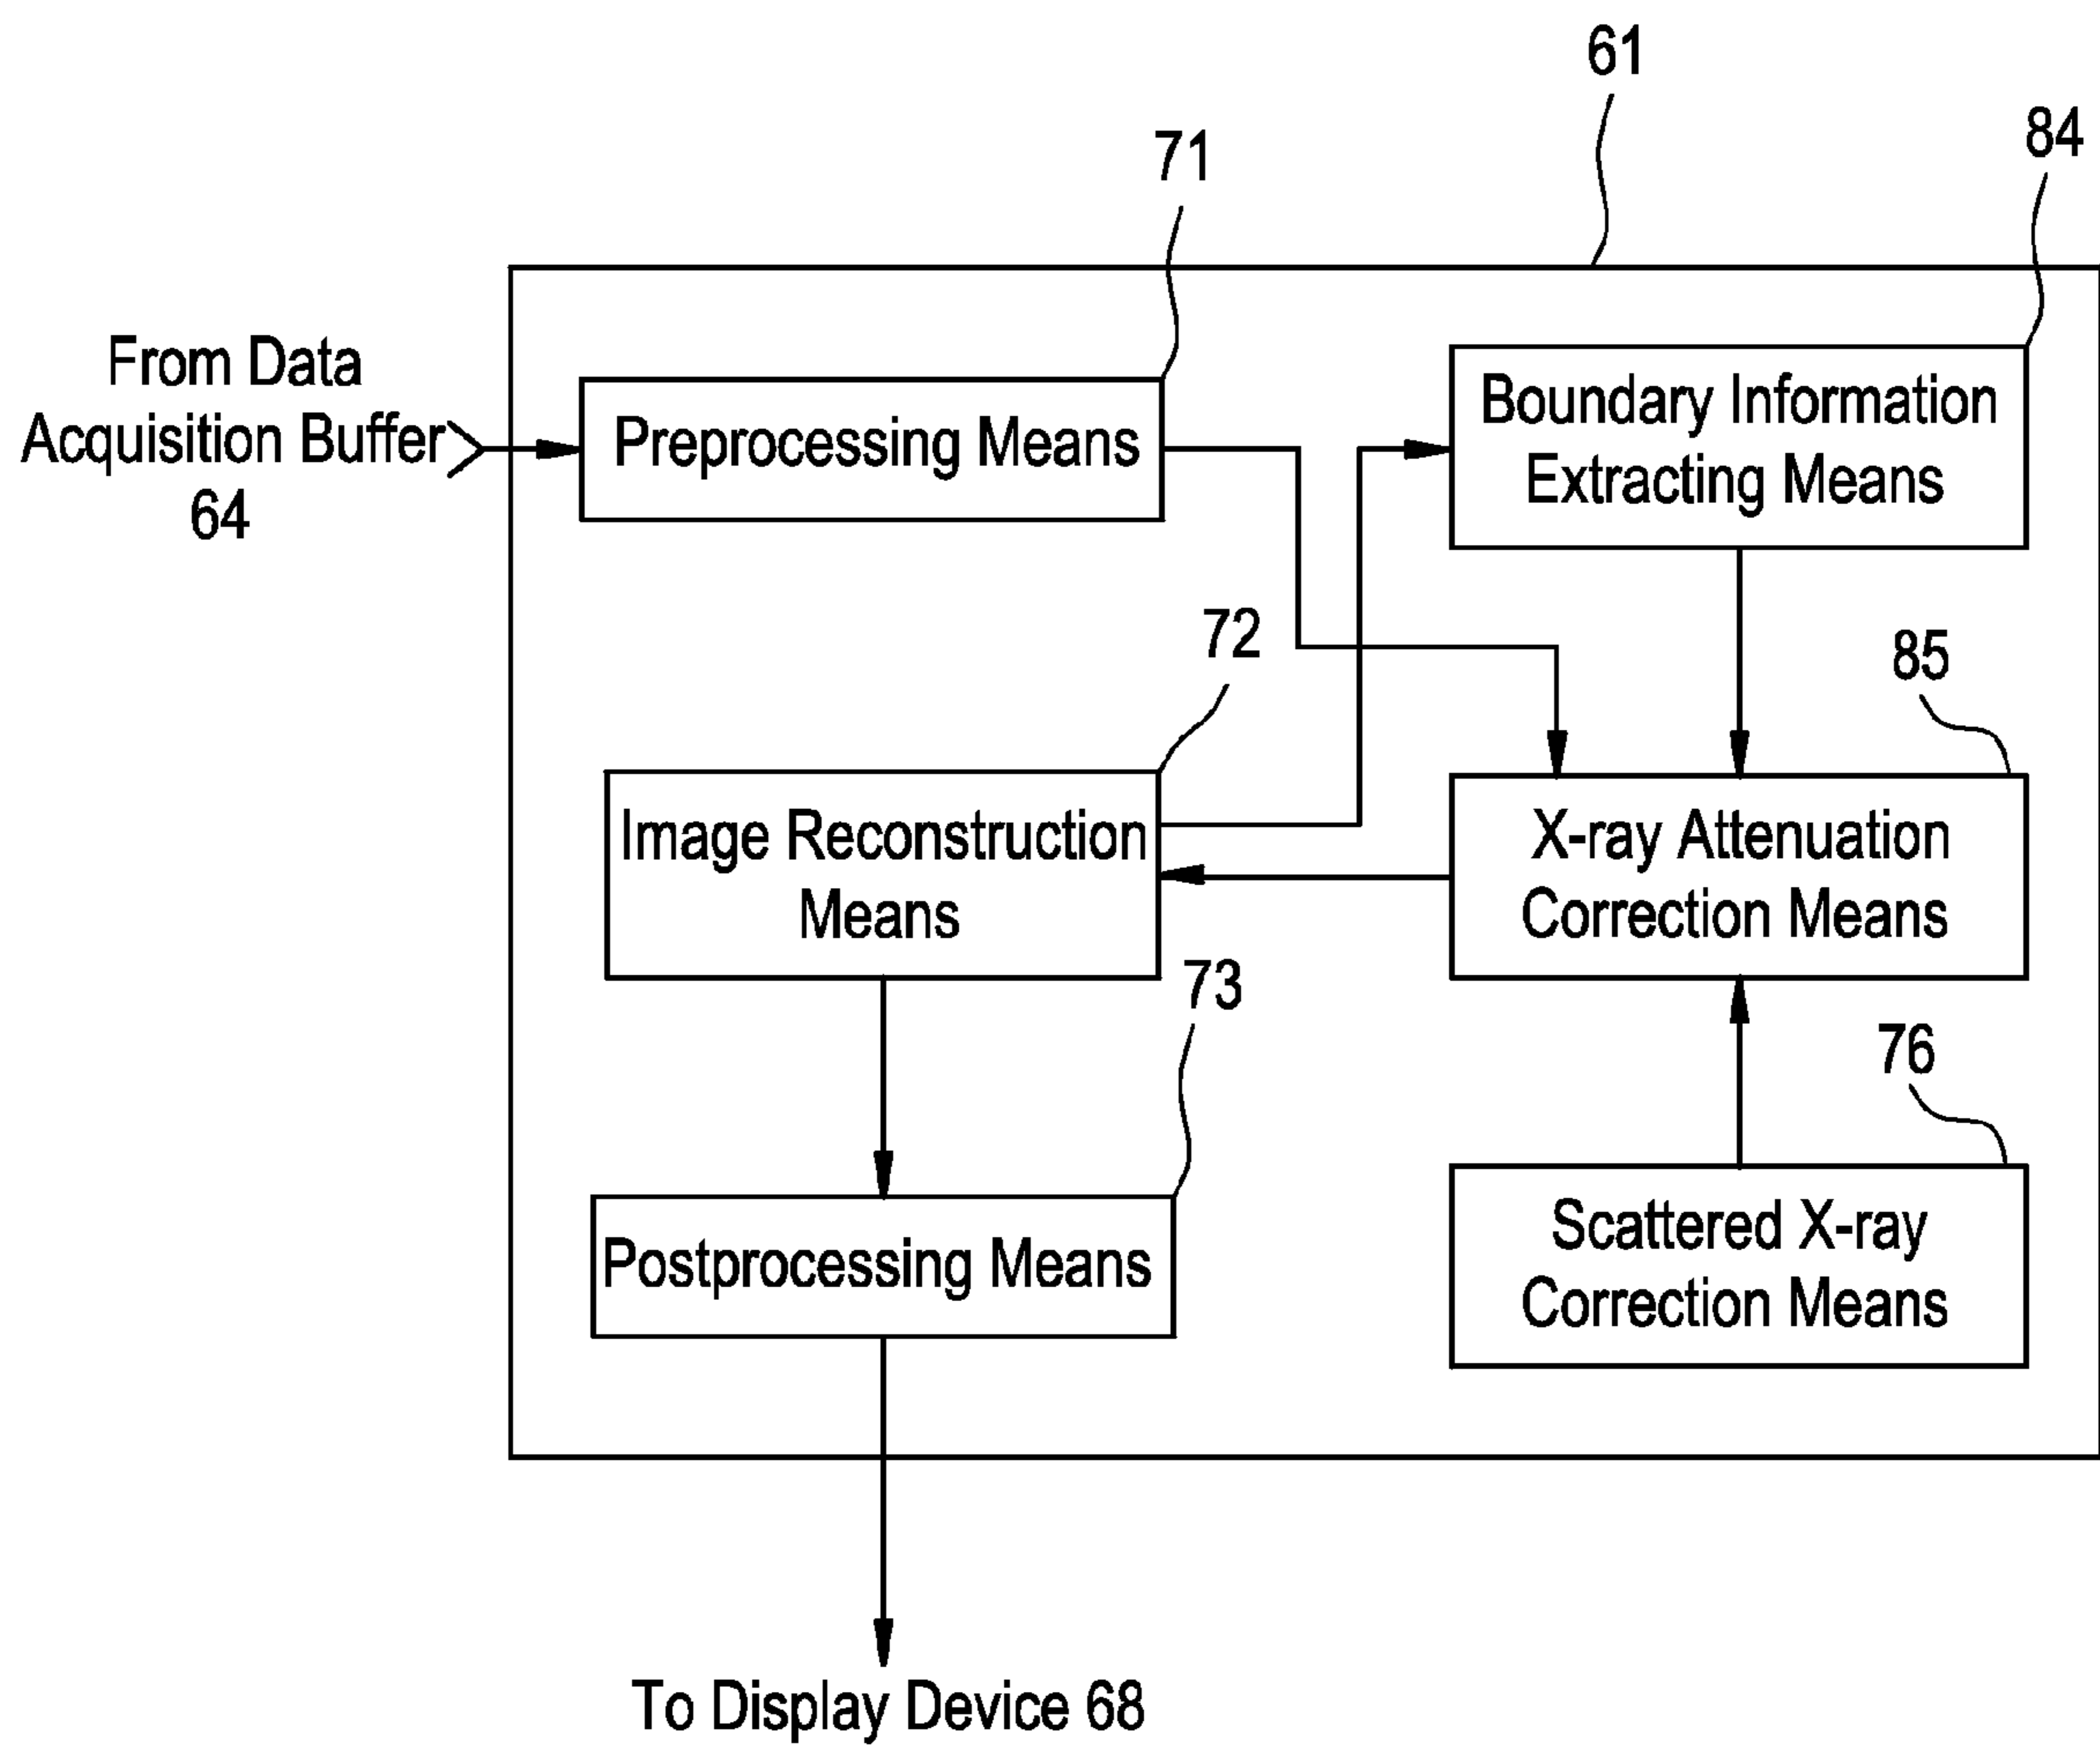 61
84
71
From Data
Acquisition Buffer
64
Preprocessing Means
Boundary Information
Extracting Means
72
85
Image Reconstruction
Means
X-ray Attenuation
Correction Means
73
76
Postprocessing Means
Scattered X-ray
Correction Means
To Display Device 68